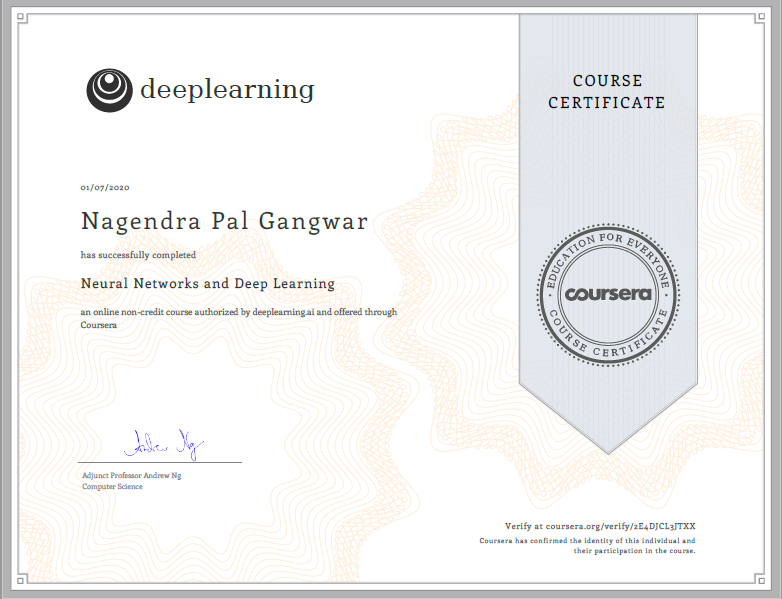 deeplearning
COURSE
CERTIFICATE
01/07/2020
Nagendra Pal Gangwar
has successfully completed
Neural Networks and Deep Learning
an online non-credit course authorized by deeplearning.ai and offered through
Coursera
EDUCATION FOR EVERYONE
coursera
COURSE CERTIFICATE
Andrew Ng
Adjunct Professor Andrew Ng
Computer Science
Verify at coursera.org/verify/2E4DJCL3JTXX
Coursera has confirmed the identity of this individual and
their participation in the course.